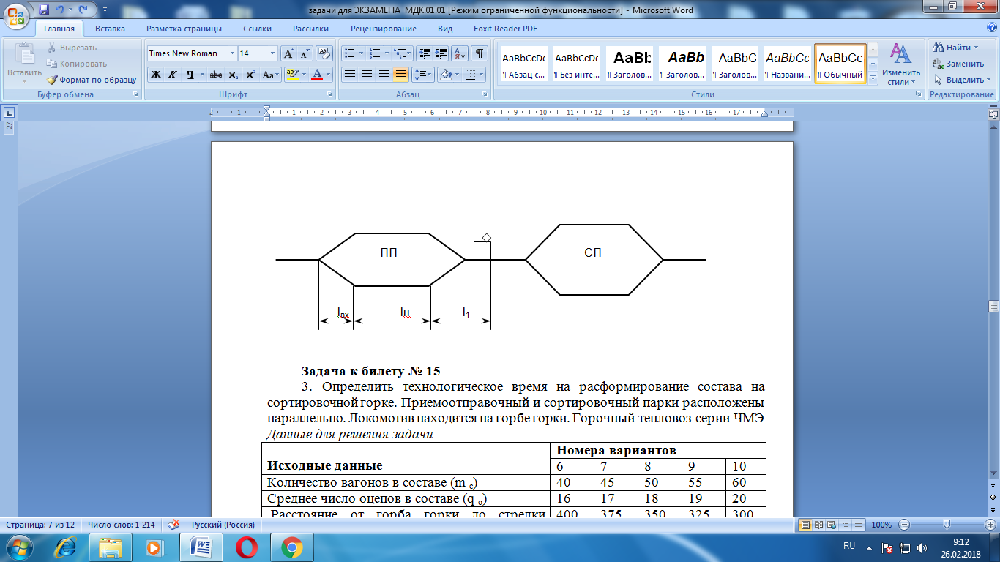 задачи для ЭКЗАМЕНА МДК.01.01 [Режим ограниченной функциональности] - Microsoft Word
Главная Вставка Разметка страницы Ссылки Рассылки Рецензирование Вид Foxit Reader PDF
Вставить
Вырезать
Копировать
Формат по образцу
Буфер обмена
Times New Roman 14
Ж К Ч abc x₂ x² Aa
Шрифт
Абзац
AaBbCcDc AaBbCcDc AaBb AaBb AaBbC AaBbCc AaBbCc
¶ Абзац с... ¶ Без инте... ¶ Заголов... ¶ Заголов... ¶ Заголов... ¶ Названи... ¶ Обычный
Стили
Изменить стили
Найти
Заменить
Выделить
Редактирование
2 1 1 2 3 4 5 6 7 8 9 10 11 12 13 14 15 16 17
27
ПП СП
lвх lп l1
Задача к билету № 15
3. Определить технологическое время на расформирование состава на
сортировочной горке. Приемоотправочный и сортировочный парки расположены
параллельно. Локомотив находится на горбе горки. Горочный тепловоз серии ЧМЭ
Данные для решения задачи
Исходные данные Номера вариантов
6 7 8 9 10
Количество вагонов в составе (m с) 40 45 50 55 60
Среднее число оцепов в составе (q о) 16 17 18 19 20
Расстояние от горба горки до стрелки 400 375 350 325 300
Страница: 7 из 12 Число слов: 1 214 Русский (Россия) 100%
RU 9:12
26.02.2018